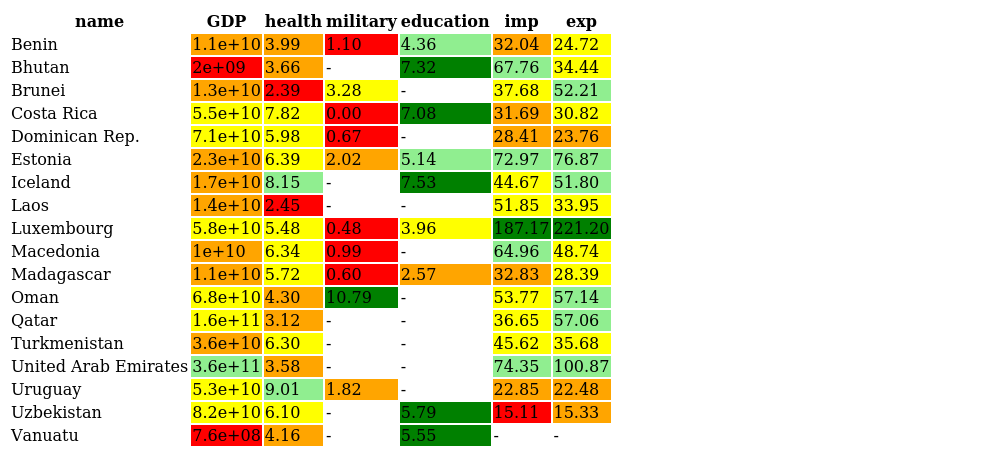 name GDP health military education imp exp
Benin 1.1e+10 3.99 1.10 4.36 32.04 24.72
Bhutan 2e+09 3.66 - 7.32 67.76 34.44
Brunei 1.3e+10 2.39 3.28 - 37.68 52.21
Costa Rica 5.5e+10 7.82 0.00 7.08 31.69 30.82
Dominican Rep. 7.1e+10 5.98 0.67 - 28.41 23.76
Estonia 2.3e+10 6.39 2.02 5.14 72.97 76.87
Iceland 1.7e+10 8.15 - 7.53 44.67 51.80
Laos 1.4e+10 2.45 - - 51.85 33.95
Luxembourg 5.8e+10 5.48 0.48 3.96 187.17 221.20
Macedonia 1e+10 6.34 0.99 - 64.96 48.74
Madagascar 1.1e+10 5.72 0.60 2.57 32.83 28.39
Oman 6.8e+10 4.30 10.79 - 53.77 57.14
Qatar 1.6e+11 3.12 - - 36.65 57.06
Turkmenistan 3.6e+10 6.30 - - 45.62 35.68
United Arab Emirates 3.6e+11 3.58 - - 74.35 100.87
Uruguay 5.3e+10 9.01 1.82 - 22.85 22.48
Uzbekistan 8.2e+10 6.10 - 5.79 15.11 15.33
Vanuatu 7.6e+08 4.16 - 5.55 - -